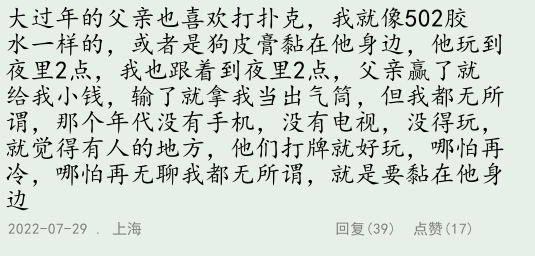 大过年的父亲也喜欢打扑克，我就像502胶
水一样的，或者是狗皮膏黏在他身边，他玩到
夜里2点，我也跟着到夜里2点，父亲赢了就
给我小钱，输了就拿我当出气筒，但我都无所
谓，那个年代没有手机，没有电视，没得玩，
就觉得有人的地方，他们打牌就好玩，哪怕再
冷，哪怕再无聊我都无所谓，就是要黏在他身
边
2022-07-29 . 上海 回复(39) 点赞(17)